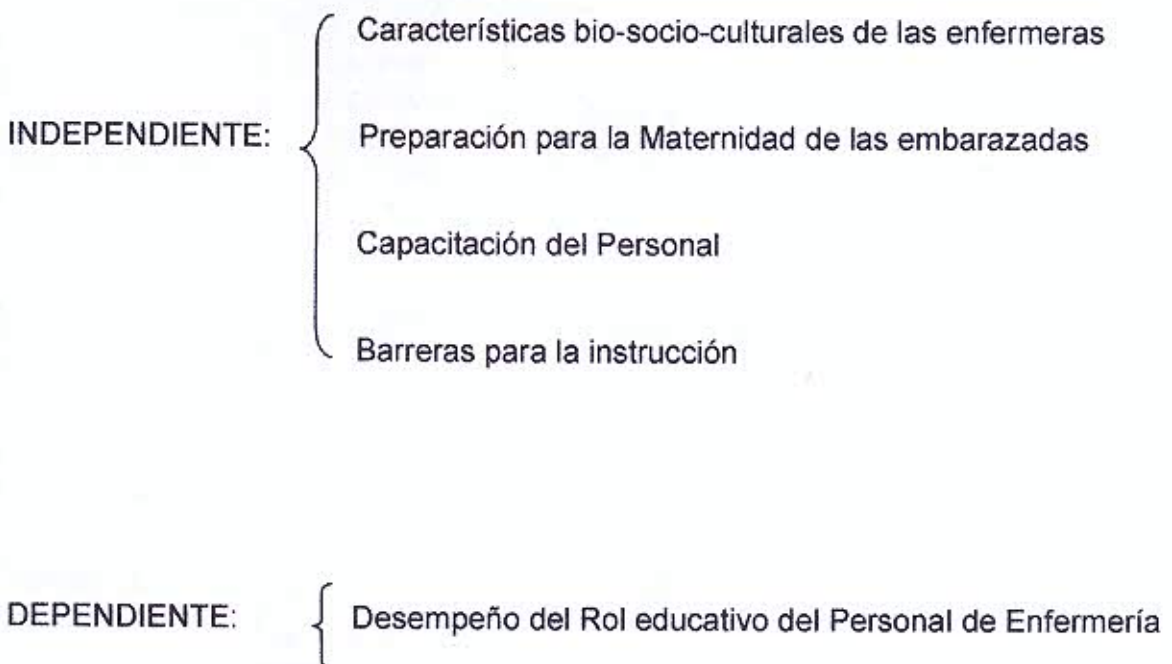 Características bio-socio-culturales de las enfermeras
INDEPENDIENTE: Preparación para la Maternidad de las embarazadas
Capacitación del Personal
Barreras para la instrucción
DEPENDIENTE: Desempeño del Rol educativo del Personal de Enfermería